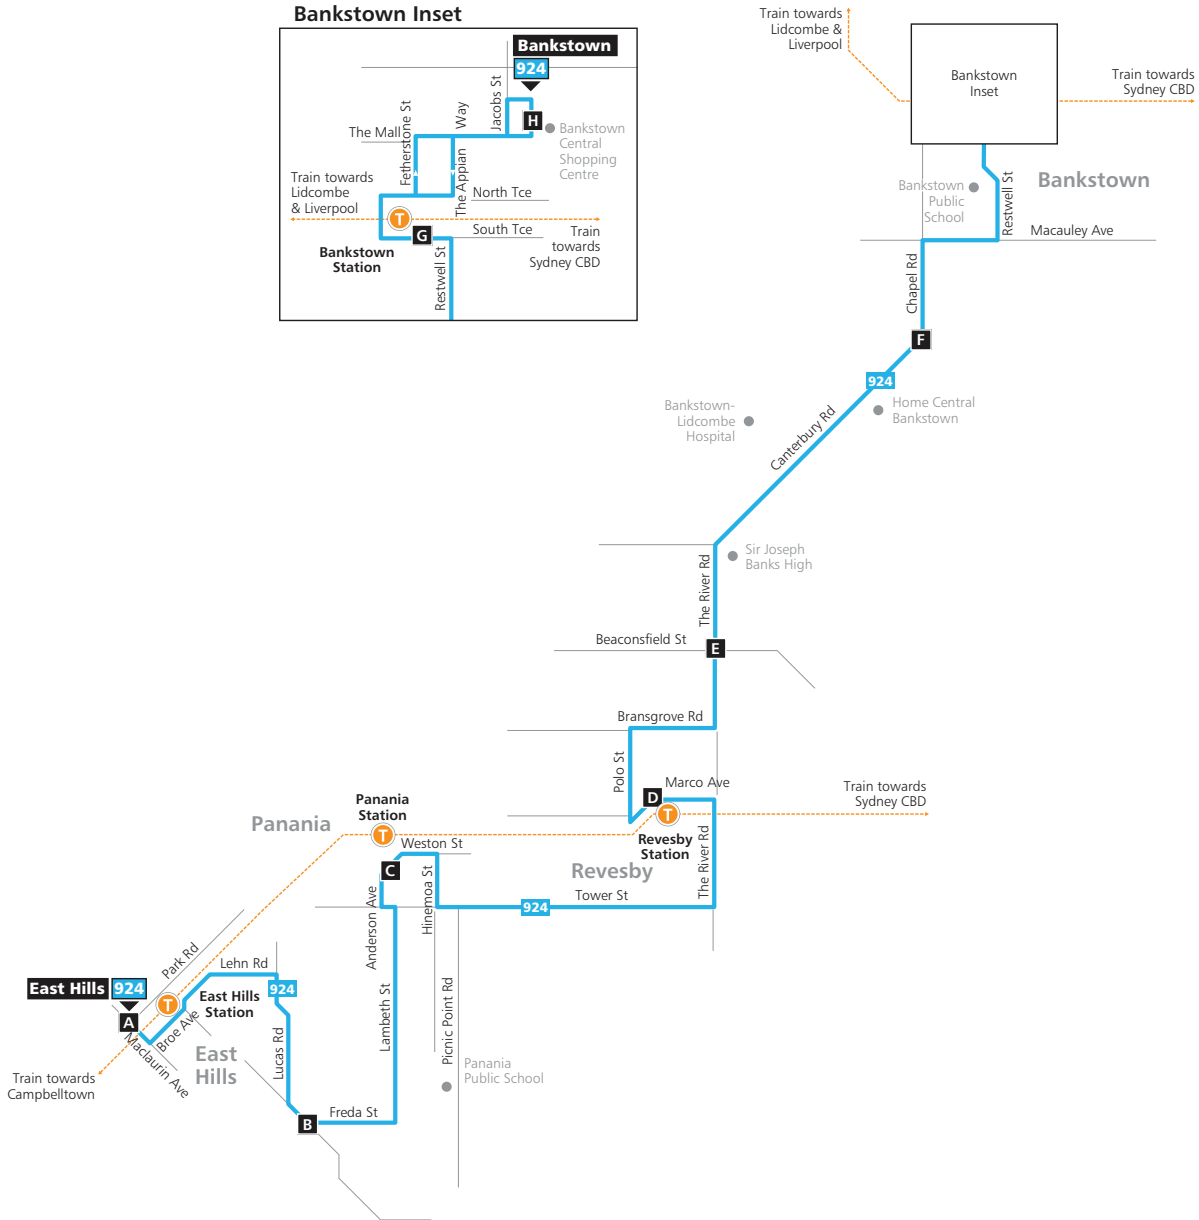 Bankstown Inset
Bankstown
924
Jacobs St
Way
Fetherstone St
The Mall
H
Bankstown
Central
Shopping
Centre
Train towards
Lidcombe
& Liverpool
The Appian
North Tce
T
G
South Tce
Train
towards
Sydney CBD
Bankstown
Station
Restwell St
Train towards
Lidcombe &
Liverpool
Bankstown
Inset
Train towards
Sydney CBD
Bankstown
Bankstown
Public
School
Restwell St
Macauley Ave
Chapel Rd
F
924
Home Central
Bankstown
Bankstown-
Lidcombe
Hospital
Canterbury Rd
Sir Joseph
Banks High
The River Rd
Beaconsfield St
E
Bransgrove Rd
Polo St
Marco Ave
D
T
Train towards
Sydney CBD
Revesby
Station
The River Rd
Panania
Station
Panania
T
Weston St
C
Revesby
Tower St
924
Hinemoa St
Anderson Ave
Park Rd
Lehn Rd
East Hills
924
924
A
T
East Hills
Station
Broe Ave
Maclaurin Ave
East
Hills
Lucas Rd
Lambeth St
Picnic Point Rd
Panania
Public School
Train towards
Campbelltown
Freda St
B